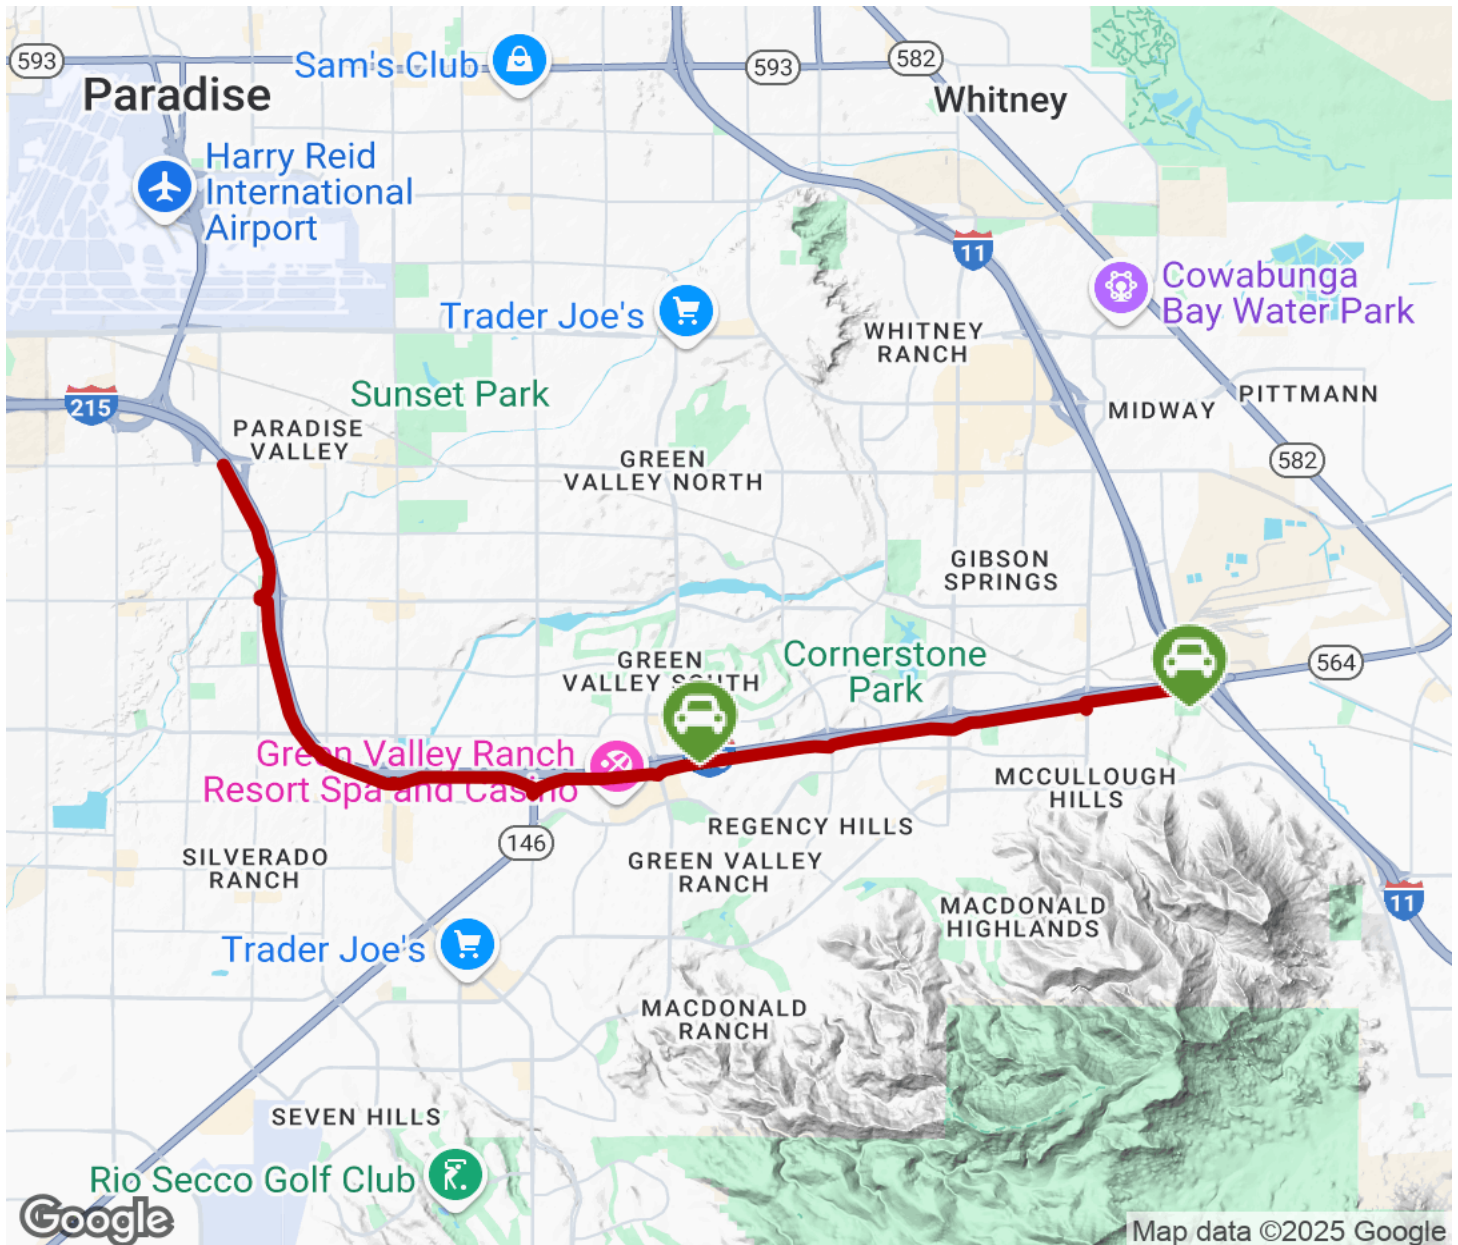 593
Sam's Club
593
582
Paradise
Whitney
Harry Reid
International
Airport
11
Cowabunga
Bay Water Park
Trader Joe's
WHITNEY
RANCH
Sunset Park
215
PARADISE
VALLEY
MIDWAY
PITTMANN
GREEN
VALLEY NORTH
582
GIBSON
SPRINGS
Cornerstone
Park
GREEN
VALLEY SOUTH
564
Green Valley Ranch
Resort Spa and Casino
MCCULLOUGH
HILLS
146
REGENCY HILLS
SILVERADO
RANCH
GREEN VALLEY
RANCH
11
MACDONALD
HIGHLANDS
Trader Joe's
MACDONALD
RANCH
SEVEN HILLS
Rio Secco Golf Club
Google
Map data ©2025 Google